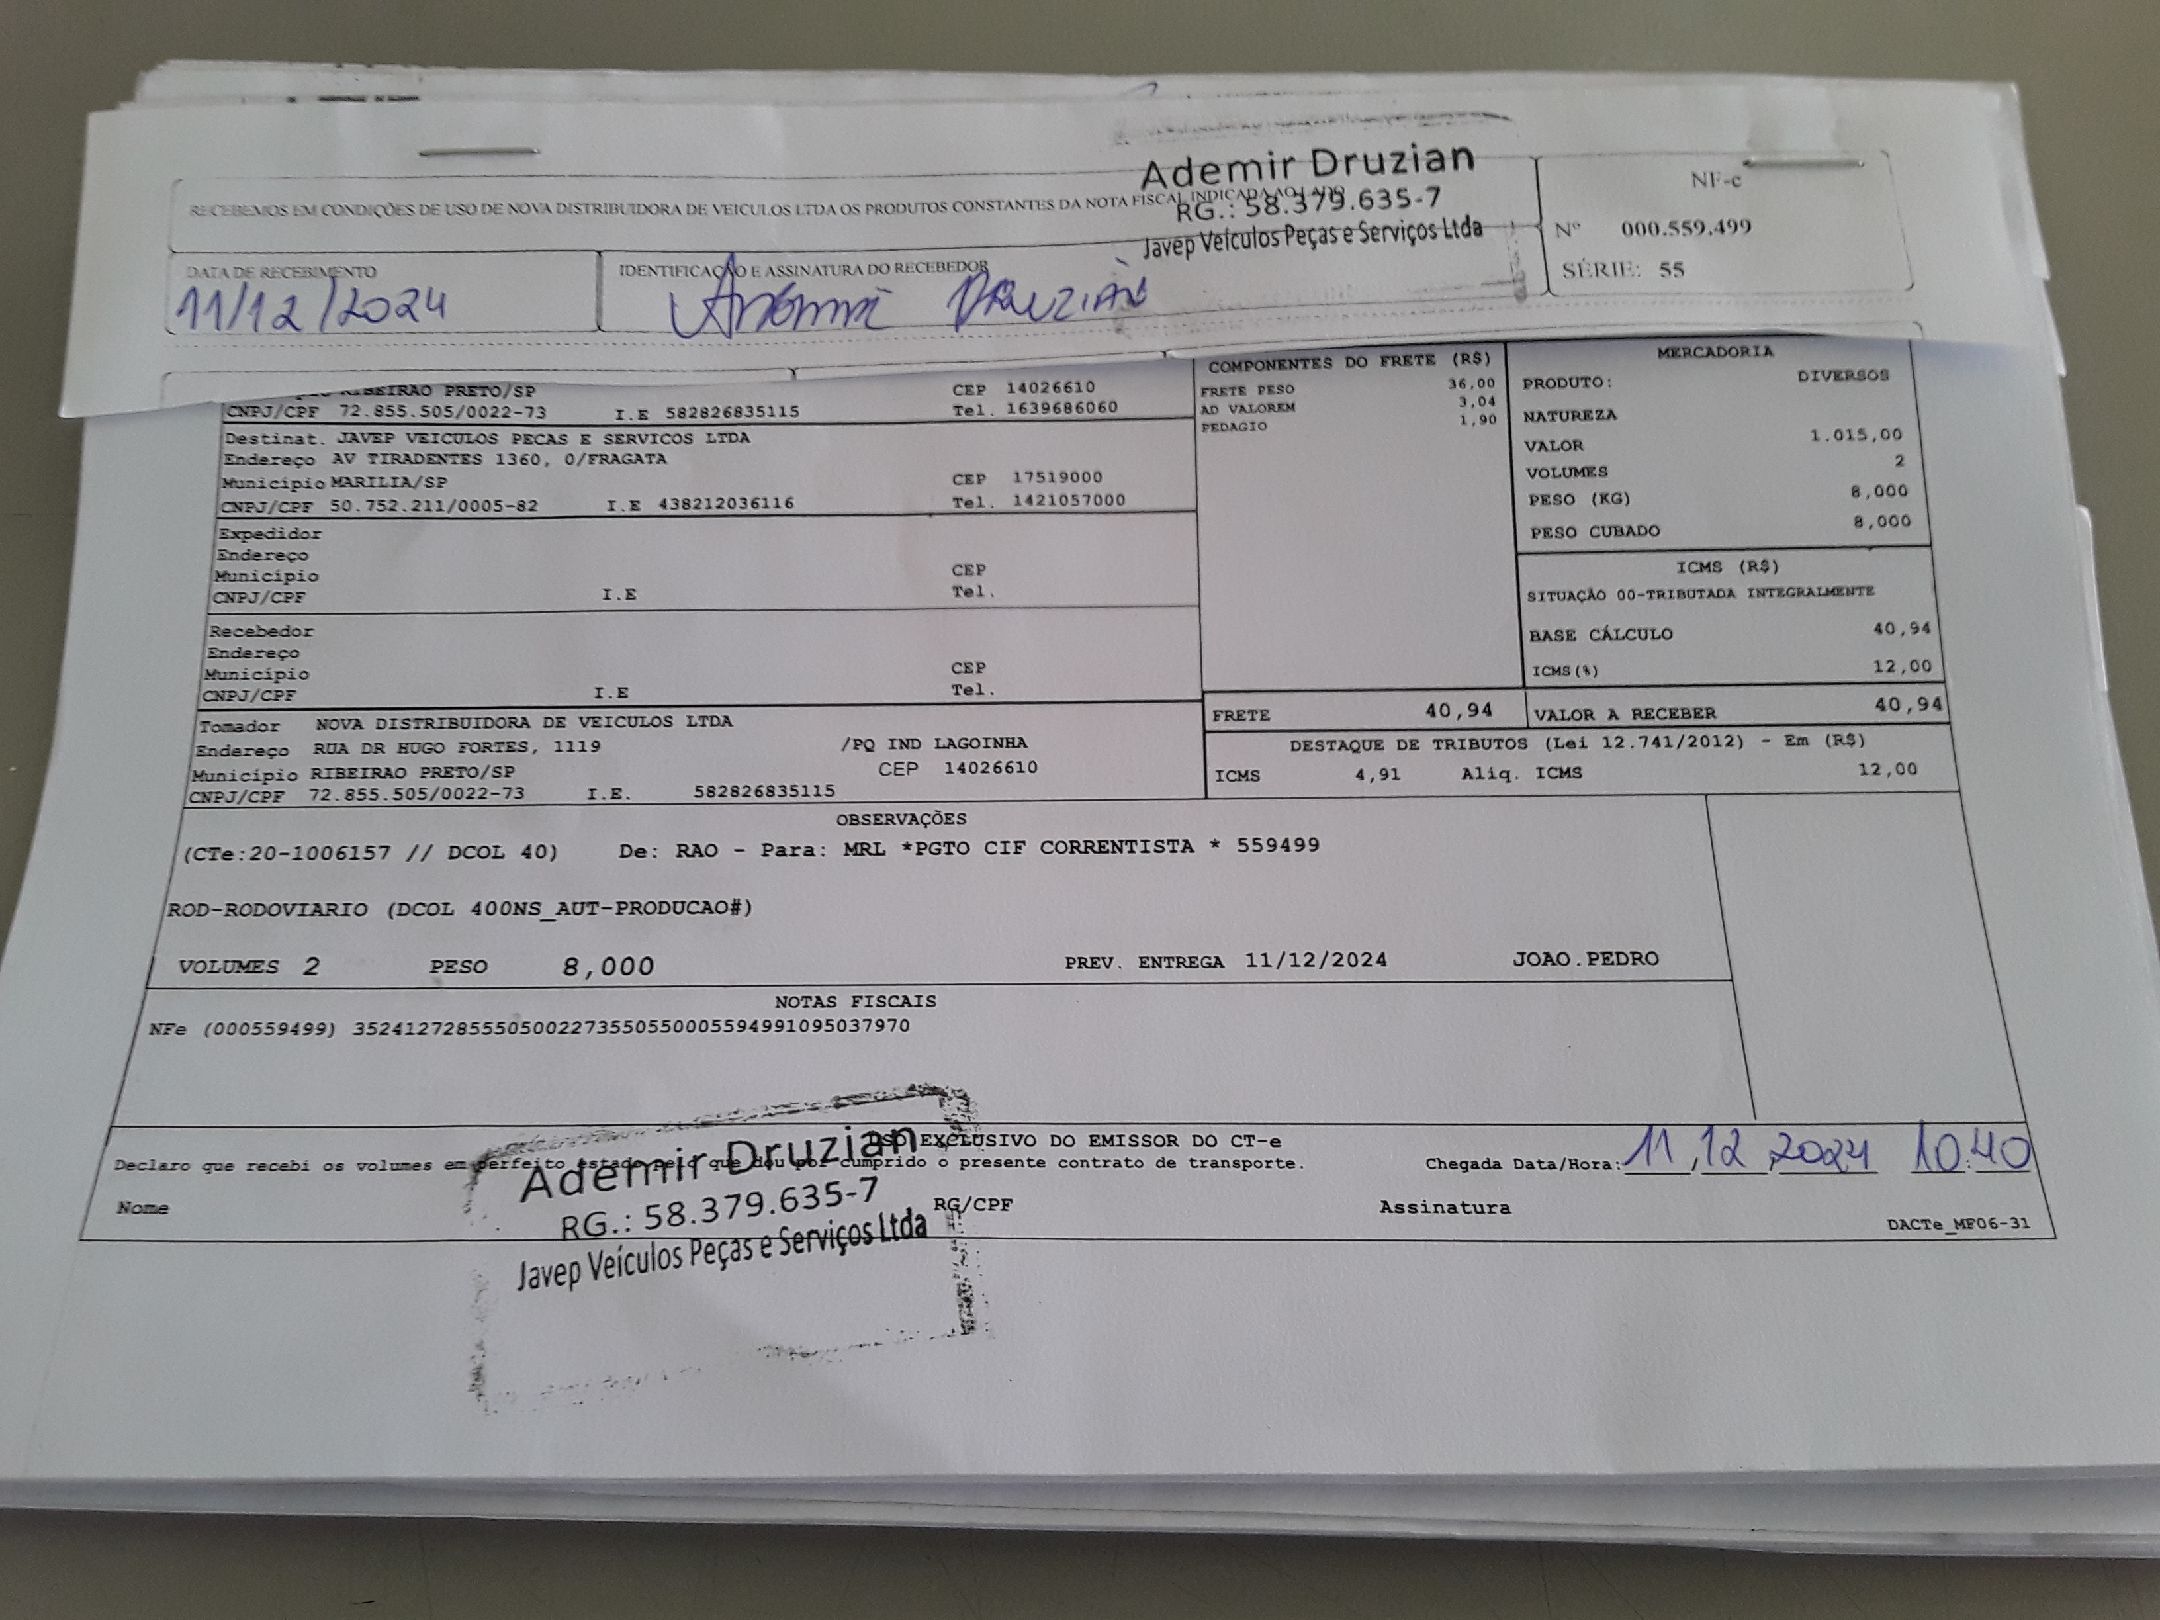 Ademir Druzian
RG.: 58.379.635-7
Javep Veículos Peças e Serviços Ltda
RECEBEMOS EM CONDIÇÕES DE USO DE NOVA DISTRIBUIDORA DE VEICULOS LTDA OS PRODUTOS CONSTANTES DA NOTA FISCAL INDICADA AO LADO
NF-e
Nº 000.559.499
SÉRIE: 55
DATA DE RECEBIMENTO
11/12/2024
IDENTIFICAÇÃO E ASSINATURA DO RECEBEDOR
Ademir Druzian
RIBEIRAO PRETO/SP CEP 14026610
CNPJ/CPF 72.855.505/0022-73 I.E 582826835115 Tel. 1639686060
Destinat. JAVEP VEICULOS PECAS E SERVICOS LTDA
Endereço AV TIRADENTES 1360, 0/FRAGATA
Município MARILIA/SP CEP 17519000
CNPJ/CPF 50.752.211/0005-82 I.E 438212036116 Tel. 1421057000
Expedidor
Endereço
Município CEP
CNPJ/CPF I.E Tel.
Recebedor
Endereço
Município CEP
CNPJ/CPF I.E Tel.
Tomador NOVA DISTRIBUIDORA DE VEICULOS LTDA
Endereço RUA DR HUGO FORTES, 1119 /PQ IND LAGOINHA
Município RIBEIRAO PRETO/SP CEP 14026610
CNPJ/CPF 72.855.505/0022-73 I.E. 582826835115
COMPONENTES DO FRETE (R$)
FRETE PESO 36,00
AD VALOREM 3,04
PEDAGIO 1,90
MERCADORIA
PRODUTO: DIVERSOS
NATUREZA
VALOR 1.015,00
VOLUMES 2
PESO (KG) 8,000
PESO CUBADO 8,000
ICMS (R$)
SITUAÇÃO 00-TRIBUTADA INTEGRALMENTE
BASE CÁLCULO 40,94
ICMS(%) 12,00
FRETE 40,94 VALOR A RECEBER 40,94
DESTAQUE DE TRIBUTOS (Lei 12.741/2012) - Em (R$)
ICMS 4,91 Aliq. ICMS 12,00
OBSERVAÇÕES
(CTe:20-1006157 // DCOL 40) De: RAO - Para: MRL *PGTO CIF CORRENTISTA * 559499
ROD-RODOVIARIO (DCOL 400NS_AUT-PRODUCAO#)
VOLUMES 2 PESO 8,000 PREV. ENTREGA 11/12/2024 JOAO.PEDRO
NOTAS FISCAIS
NFe (000559499) 35241272855505002273550550005594991095037970
USO EXCLUSIVO DO EMISSOR DO CT-e
Declaro que recebi os volumes em perfeito estado pelo que dou por cumprido o presente contrato de transporte. Chegada Data/Hora: 11,12,2024 10:40
Nome RG/CPF Assinatura
DACTe_MF06-31
Ademir Druzian
RG.: 58.379.635-7
Javep Veículos Peças e Serviços Ltda